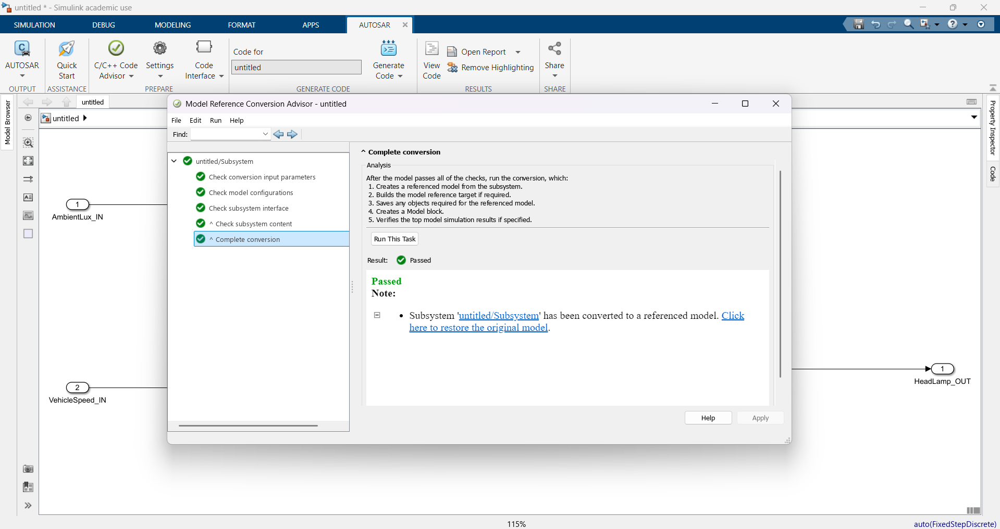 untitled * - Simulink academic use
SIMULATION DEBUG MODELING FORMAT APPS AUTOSAR
AUTOSAR
Quick Start
C/C++ Code Advisor
Settings
Code Interface
Code for
untitled
Generate Code
View Code
Open Report
Remove Highlighting
Share
OUTPUT ASSISTANCE PREPARE GENERATE CODE RESULTS SHARE
Model Browser
untitled
untitled
Property Inspector
Code
Model Reference Conversion Advisor - untitled
File Edit Run Help
Find:
untitled/Subsystem
Check conversion input parameters
Check model configurations
Check subsystem interface
^ Check subsystem content
^ Complete conversion
^ Complete conversion
Analysis
After the model passes all of the checks, run the conversion, which:
1. Creates a referenced model from the subsystem.
2. Builds the model reference target if required.
3. Saves any objects required for the referenced model.
4. Creates a Model block.
5. Verifies the top model simulation results if specified.
Run This Task
Result: Passed
Passed
Note:
• Subsystem 'untitled/Subsystem' has been converted to a referenced model. Click
here to restore the original model.
Help Apply
1
AmbientLux_IN
2
VehicleSpeed_IN
1
HeadLamp_OUT
115%
auto(FixedStepDiscrete)